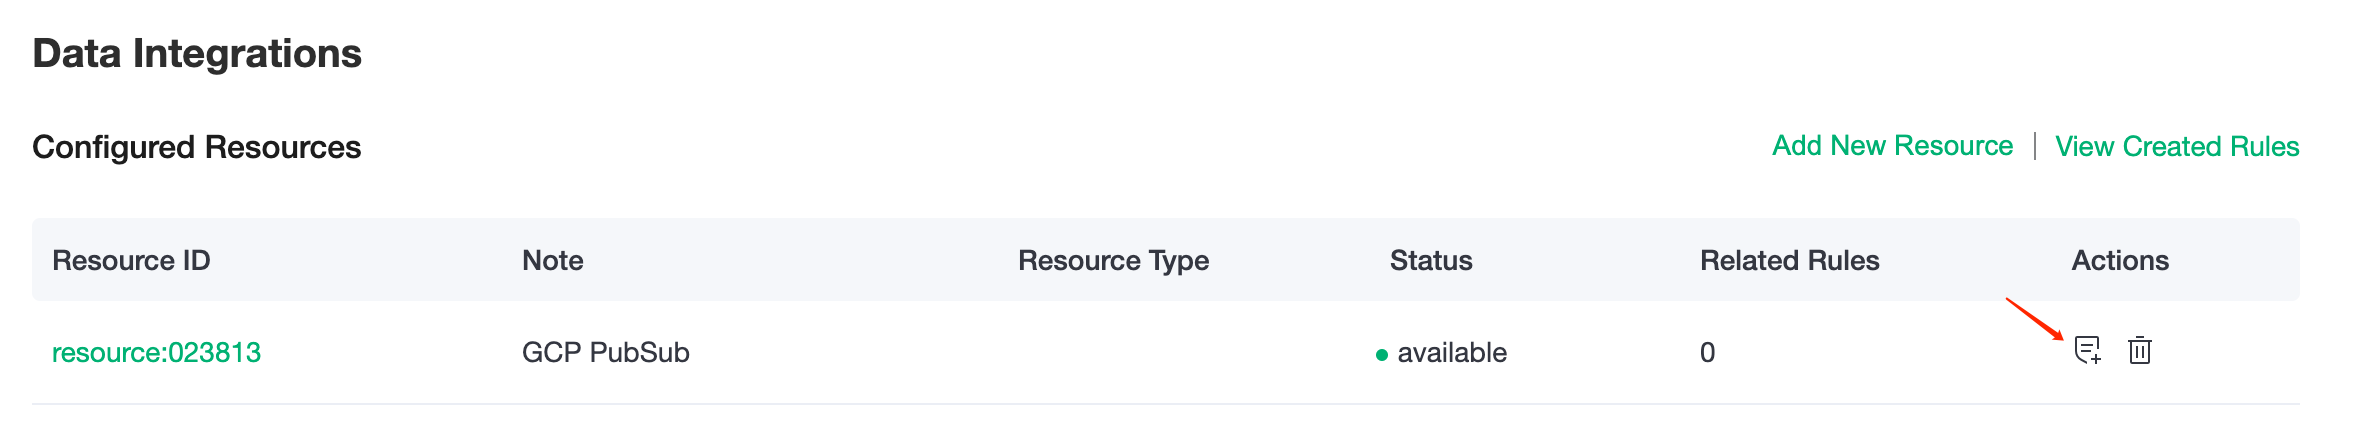 Data Integrations
Configured Resources
Add New Resource | View Created Rules
Resource ID Note Resource Type Status Related Rules Actions
resource:023813 GCP PubSub available 0